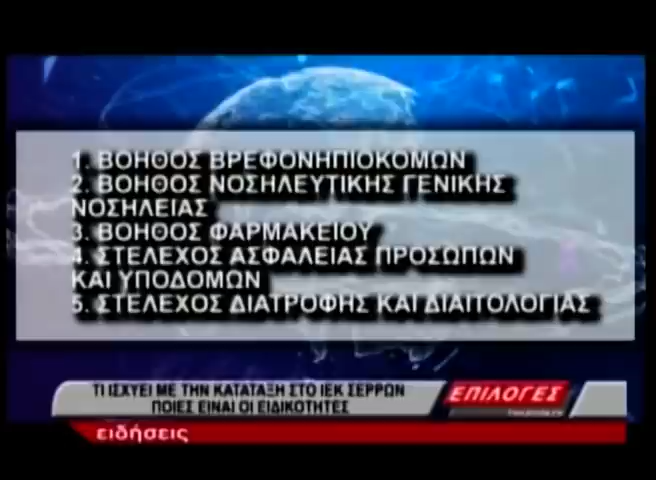 1. ΒΟΗΘΟΣ ΒΡΕΦΟΝΗΠΙΟΚΟΜΩΝ
2. ΒΟΗΘΟΣ ΝΟΣΗΛΕΥΤΙΚΗΣ ΓΕΝΙΚΗΣ
ΝΟΣΗΛΕΙΑΣ
3. ΒΟΗΘΟΣ ΦΑΡΜΑΚΕΙΟΥ
4. ΣΤΕΛΕΧΟΣ ΑΣΦΑΛΕΙΑΣ ΠΡΟΣΩΠΩΝ
ΚΑΙ ΥΠΟΔΟΜΩΝ
5. ΣΤΕΛΕΧΟΣ ΔΙΑΤΡΟΦΗΣ ΚΑΙ ΔΙΑΙΤΟΛΟΓΙΑΣ
ΤΙ ΙΣΧΥΕΙ ΜΕ ΤΗΝ ΚΑΤΑΤΑΞΗ ΣΤΟ ΙΕΚ ΣΕΡΡΩΝ
ΠΟΙΕΣ ΕΙΝΑΙ ΟΙ ΕΙΔΙΚΟΤΗΤΕΣ
ΕΠΙΛΟΓΕΣ
ειδήσεις